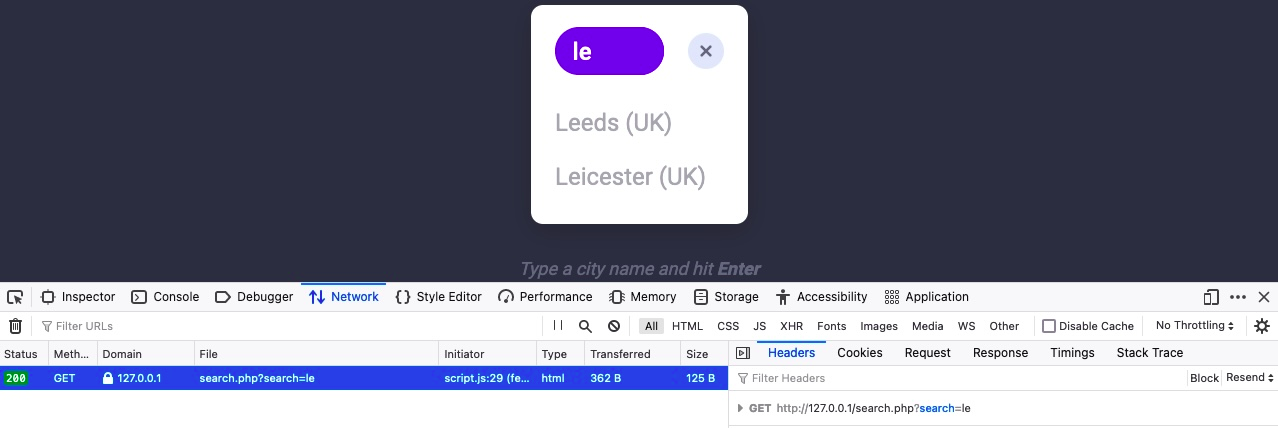 le
Leeds (UK)
Leicester (UK)
Type a city name and hit Enter
Inspector Console Debugger Network Style Editor Performance Memory Storage Accessibility Application
Filter URLs All HTML CSS JS XHR Fonts Images Media WS Other Disable Cache No Throttling
Status Meth... Domain File Initiator Type Transferred Size Headers Cookies Request Response Timings Stack Trace
200 GET 127.0.0.1 search.php?search=le script.js:29 (fe... html 362 B 125 B Filter Headers Block Resend
GET http://127.0.0.1/search.php?search=le